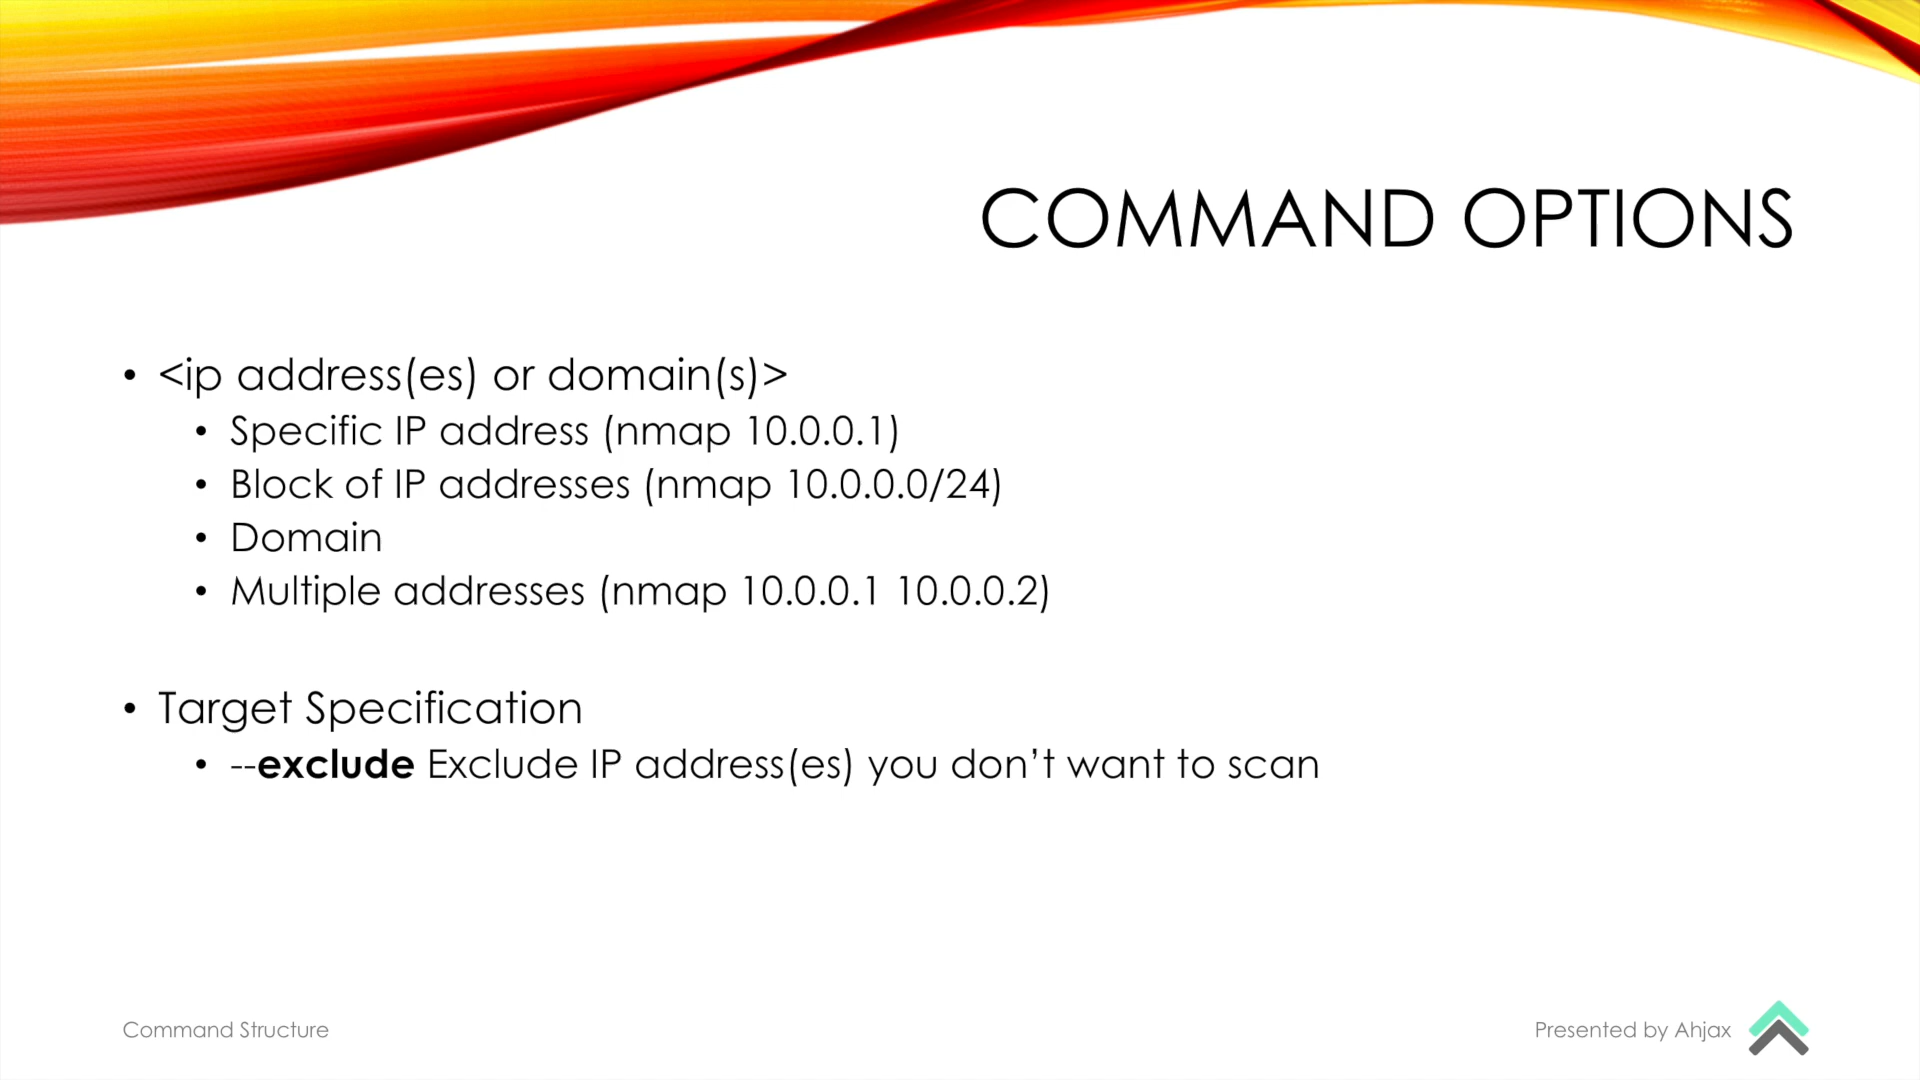 COMMAND OPTIONS
• <ip address(es) or domain(s)>
• Specific IP address (nmap 10.0.0.1)
• Block of IP addresses (nmap 10.0.0.0/24)
• Domain
• Multiple addresses (nmap 10.0.0.1 10.0.0.2)
• Target Specification
• --exclude Exclude IP address(es) you don’t want to scan
Command Structure
Presented by Ahjax